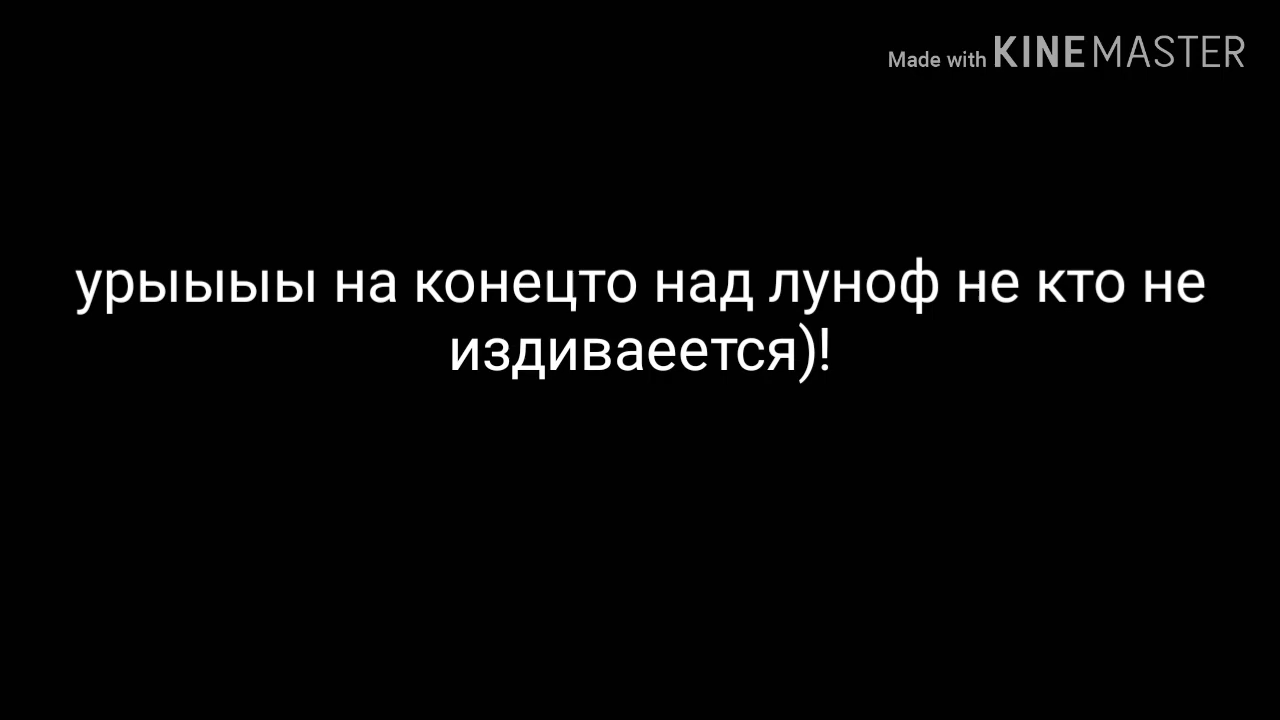 Made with KINEMASTER
урыыыы на конецто над луноф не кто не
издиваеется)!